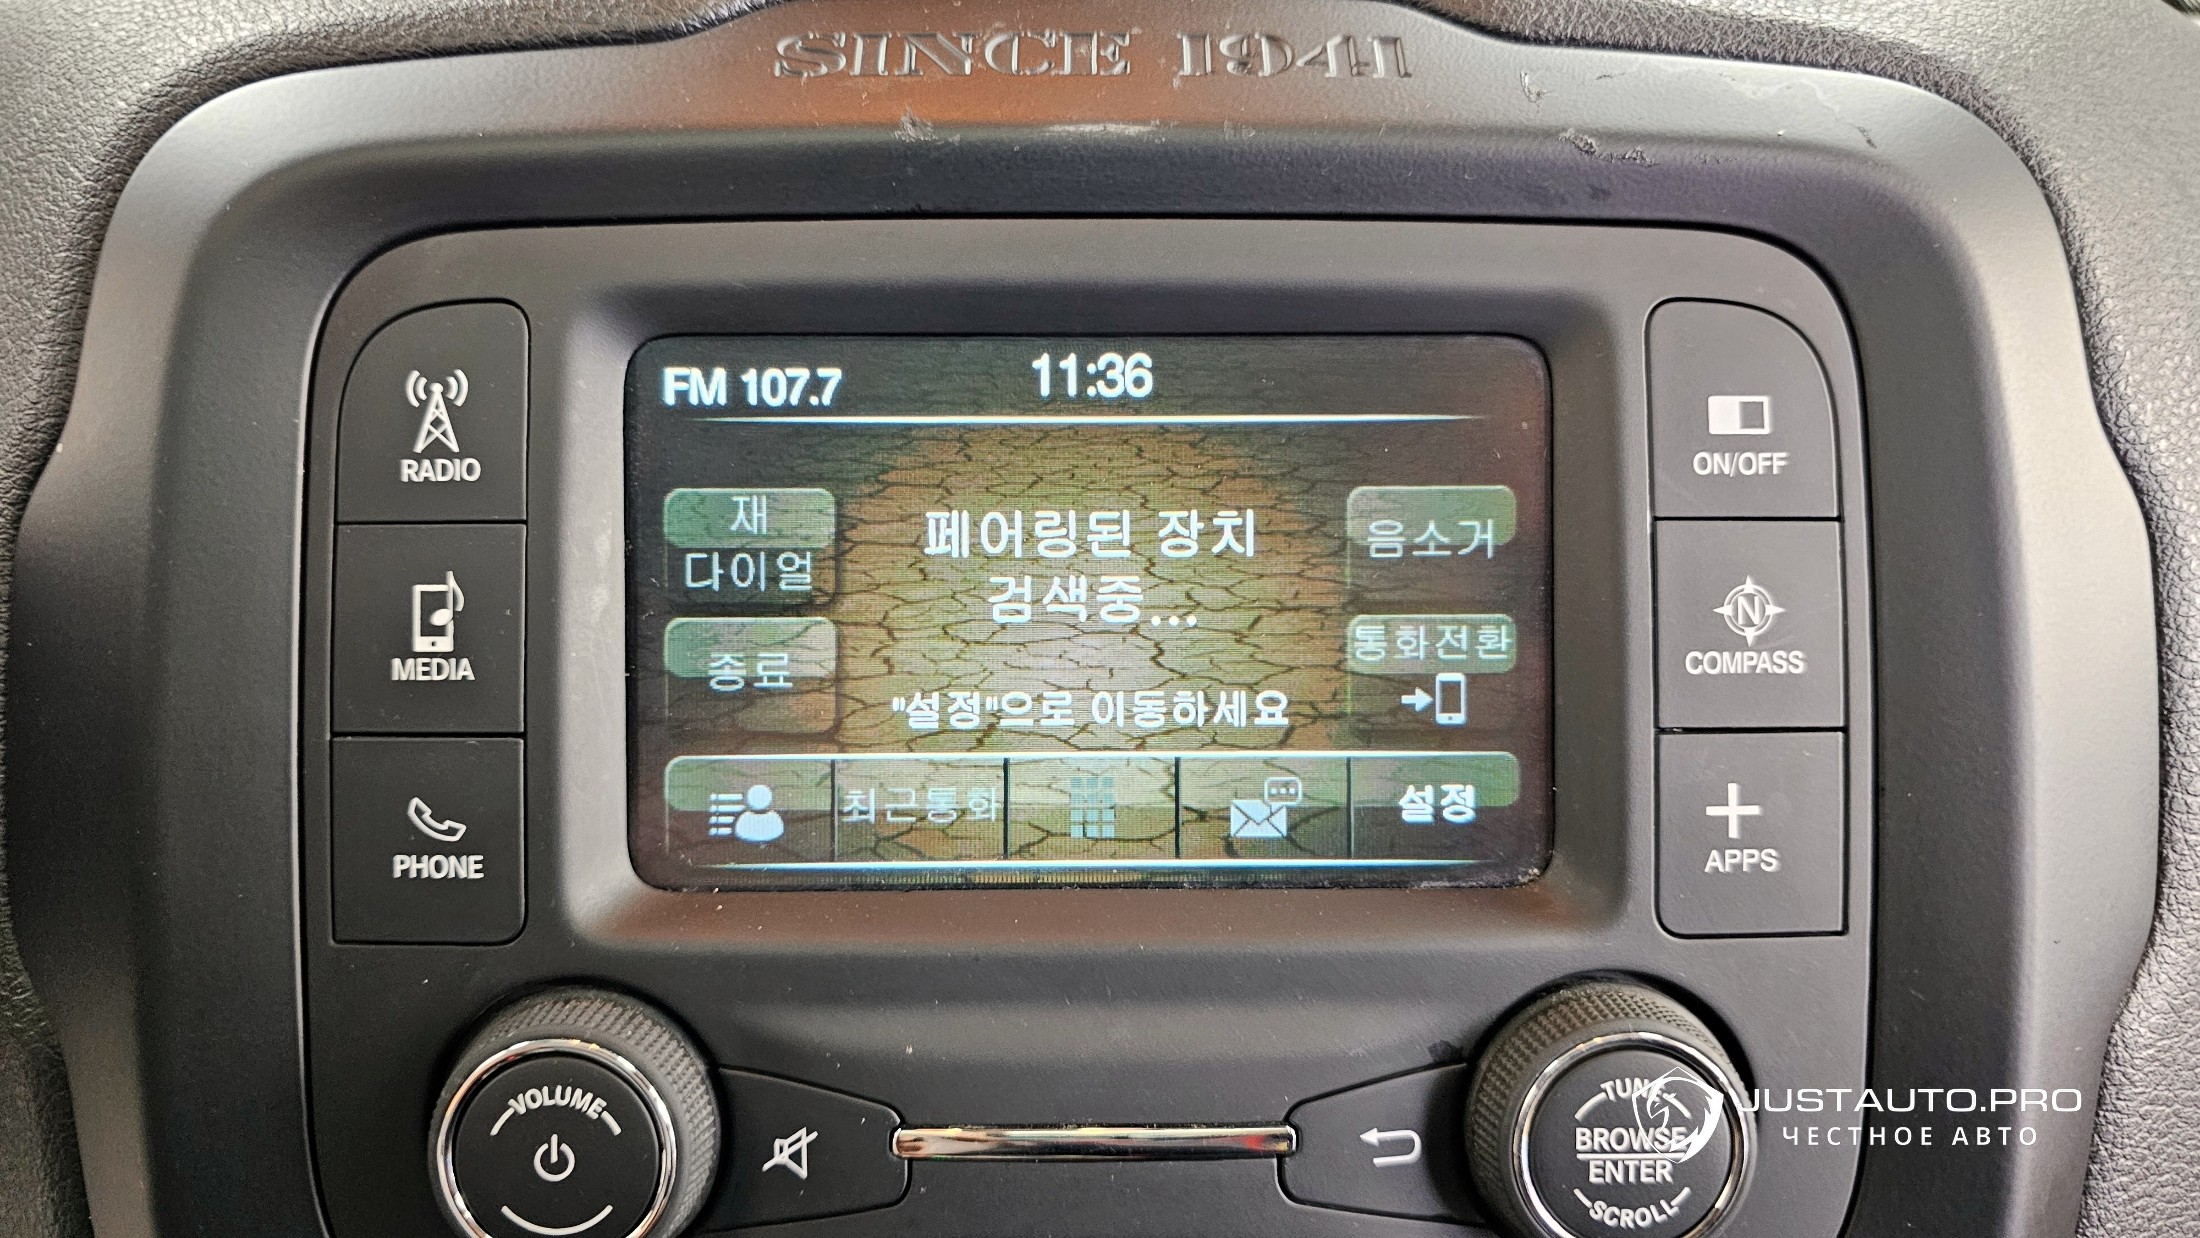 SINCE 1941
FM 107.7
11:36
RADIO
MEDIA
PHONE
재
다이얼
종료
페어링된 장치
검색중...
"설정"으로 이동하세요
음소거
통화전환
최근통화
설정
ON/OFF
N
COMPASS
APPS
VOLUME
TUNE
BROWSE
ENTER
SCROLL
JUSTAUTO.PRO
ЧЕСТНОЕ АВТО